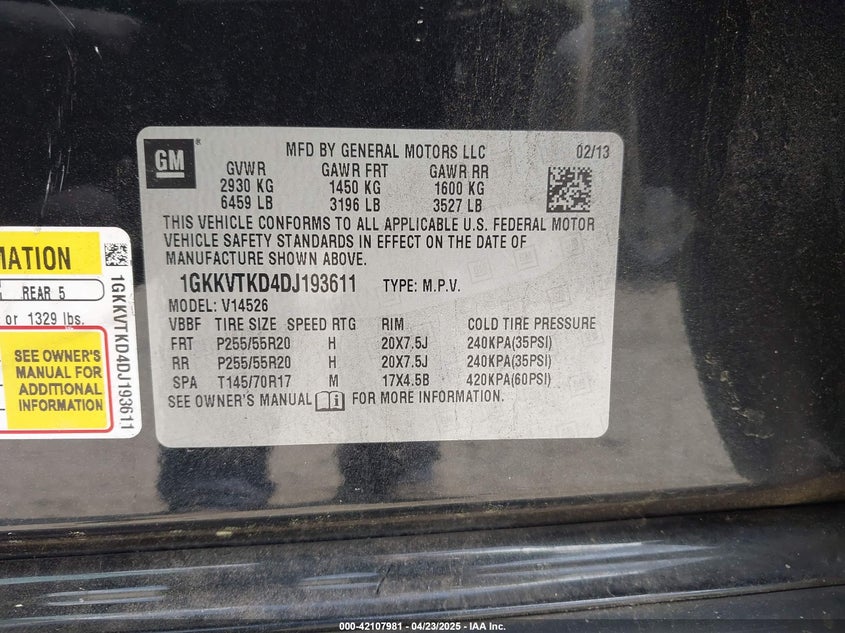 GM
®
MFD BY GENERAL MOTORS LLC 02/13
GVWR GAWR FRT GAWR RR
2930 KG 1450 KG 1600 KG
6459 LB 3196 LB 3527 LB
THIS VEHICLE CONFORMS TO ALL APPLICABLE U.S. FEDERAL MOTOR
VEHICLE SAFETY STANDARDS IN EFFECT ON THE DATE OF
MANUFACTURE SHOWN ABOVE.
1GKKVTKD4DJ193611 TYPE: M.P.V.
MODEL: V14526
VBBF TIRE SIZE SPEED RTG RIM COLD TIRE PRESSURE
FRT P255/55R20 H 20X7.5J 240KPA(35PSI)
RR P255/55R20 H 20X7.5J 240KPA(35PSI)
SPA T145/70R17 M 17X4.5B 420KPA(60PSI)
SEE OWNER'S MANUAL FOR MORE INFORMATION.
MATION
REAR 5
or 1329 lbs.
SEE OWNER'S
MANUAL FOR
ADDITIONAL
INFORMATION
1GKKVTKD4DJ193611
000-42107981 - 04/23/2025 - IAA Inc.